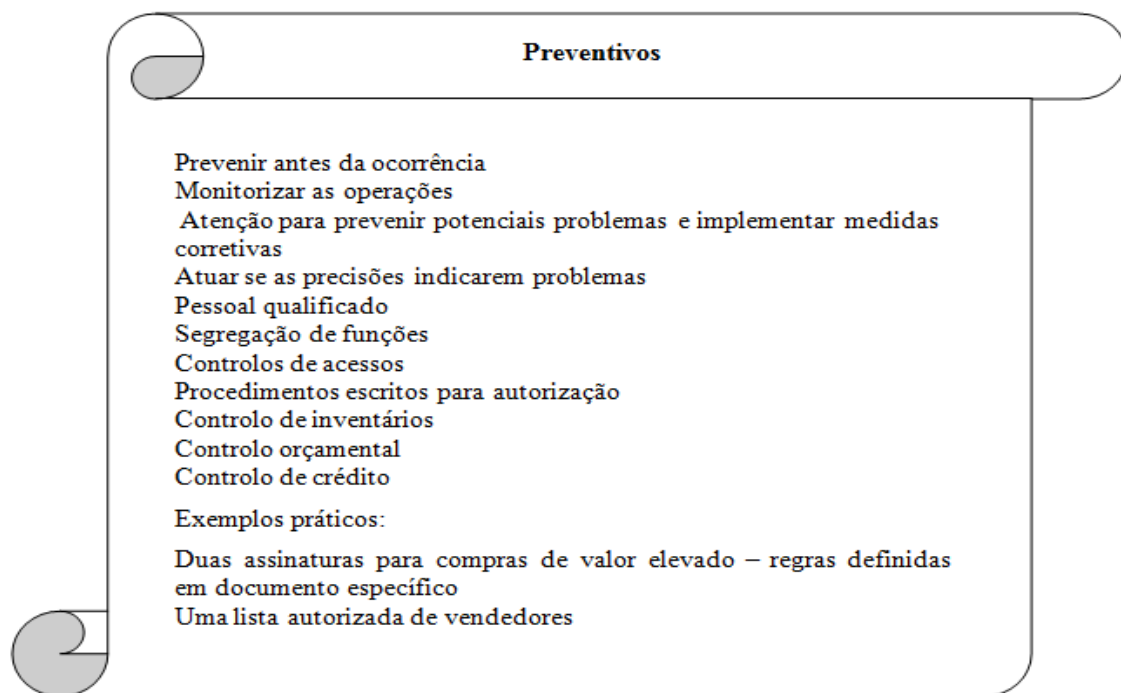 Preventivos
Prevenir antes da ocorrência
Monitorizar as operações
Atenção para prevenir potenciais problemas e implementar medidas
corretivas
Atuar se as precisões indicarem problemas
Pessoal qualificado
Segregação de funções
Controlos de acessos
Procedimentos escritos para autorização
Controlo de inventários
Controlo orçamental
Controlo de crédito
Exemplos práticos:
Duas assinaturas para compras de valor elevado – regras definidas
em documento específico
Uma lista autorizada de vendedores